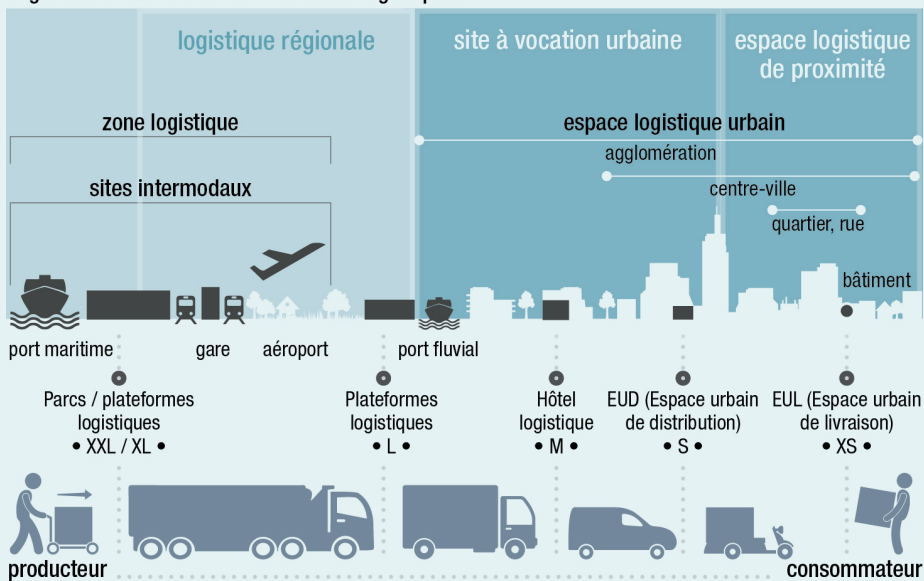 logistique régionale
site à vocation urbaine
espace logistique
de proximité
zone logistique
espace logistique urbain
agglomération
sites intermodaux
centre-ville
quartier, rue
bâtiment
port maritime
gare
aéroport
port fluvial
Parcs / plateformes
logistiques
• XXL / XL •
Plateformes
logistiques
• L •
Hôtel
logistique
• M •
EUD (Espace urbain
de distribution)
• S •
EUL (Espace urbain
de livraison)
• XS •
producteur
consommateur